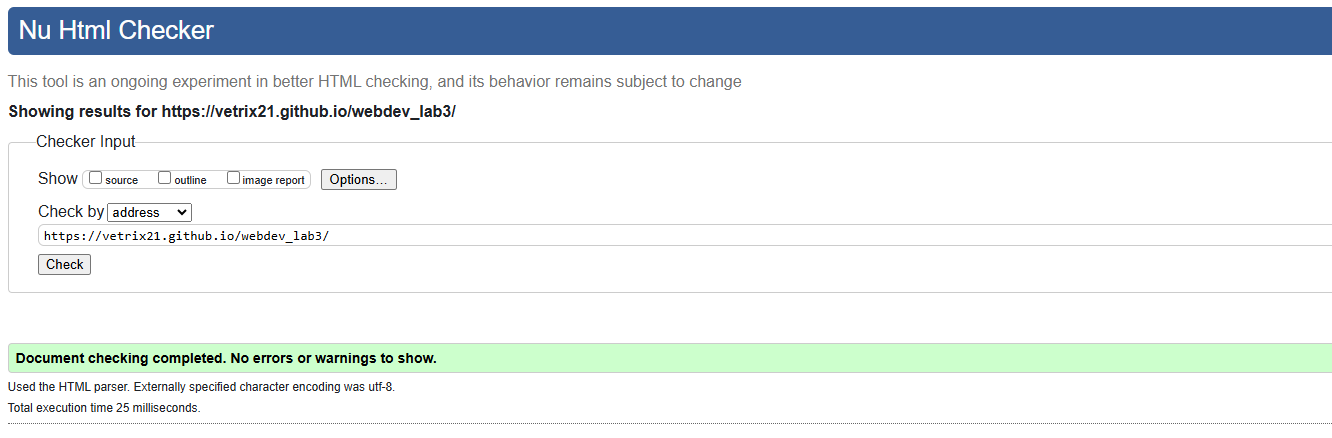 Nu Html Checker
This tool is an ongoing experiment in better HTML checking, and its behavior remains subject to change
Showing results for https://vetrix21.github.io/webdev_lab3/
Checker Input
Show source outline image report Options...
Check by address
https://vetrix21.github.io/webdev_lab3/
Check
Document checking completed. No errors or warnings to show.
Used the HTML parser. Externally specified character encoding was utf-8.
Total execution time 25 milliseconds.